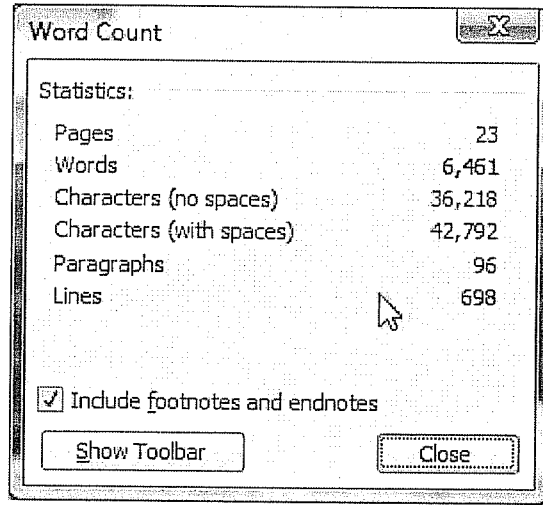 Word Count
Statistics:
Pages 23
Words 6,461
Characters (no spaces) 36,218
Characters (with spaces) 42,792
Paragraphs 96
Lines 698
Include footnotes and endnotes
Show Toolbar Close